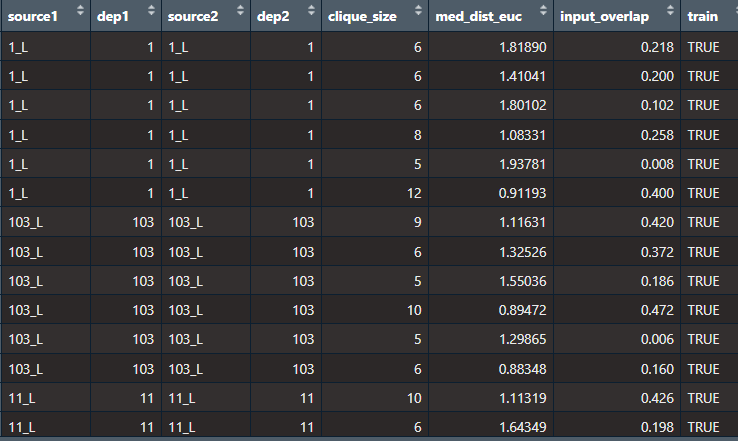 source1 dep1 source2 dep2 clique_size med_dist_euc input_overlap train
1_L 1 1_L 1 6 1.81890 0.218 TRUE
1_L 1 1_L 1 6 1.41041 0.200 TRUE
1_L 1 1_L 1 6 1.80102 0.102 TRUE
1_L 1 1_L 1 8 1.08331 0.258 TRUE
1_L 1 1_L 1 5 1.93781 0.008 TRUE
1_L 1 1_L 1 12 0.91193 0.400 TRUE
103_L 103 103_L 103 9 1.11631 0.420 TRUE
103_L 103 103_L 103 6 1.32526 0.372 TRUE
103_L 103 103_L 103 5 1.55036 0.186 TRUE
103_L 103 103_L 103 10 0.89472 0.472 TRUE
103_L 103 103_L 103 5 1.29865 0.006 TRUE
103_L 103 103_L 103 6 0.88348 0.160 TRUE
11_L 11 11_L 11 10 1.11319 0.426 TRUE
11_L 11 11_L 11 6 1.64349 0.198 TRUE